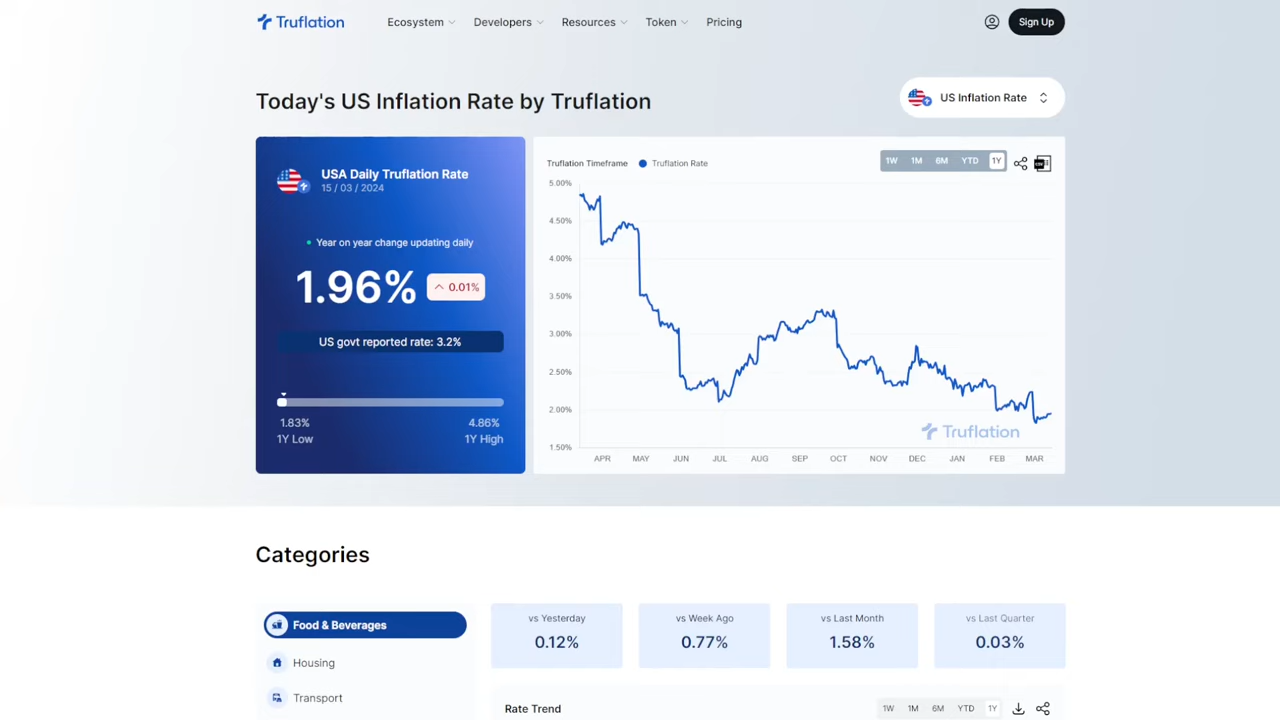 Truflation
Ecosystem
Developers
Resources
Token
Pricing
Sign Up
Today's US Inflation Rate by Truflation
US Inflation Rate
USA Daily Truflation Rate
15 / 03 / 2024
Year on year change updating daily
1.96%
0.01%
US govt reported rate: 3.2%
1.83%
4.86%
1Y Low
1Y High
Truflation Timeframe
Truflation Rate
1W 1M 6M YTD 1Y
5.00%
4.50%
4.00%
3.50%
3.00%
2.50%
2.00%
1.50%
Truflation
APR MAY JUN JUL AUG SEP OCT NOV DEC JAN FEB MAR
Categories
Food & Beverages
Housing
Transport
vs Yesterday
0.12%
vs Week Ago
0.77%
vs Last Month
1.58%
vs Last Quarter
0.03%
Rate Trend
1W 1M 6M YTD 1Y